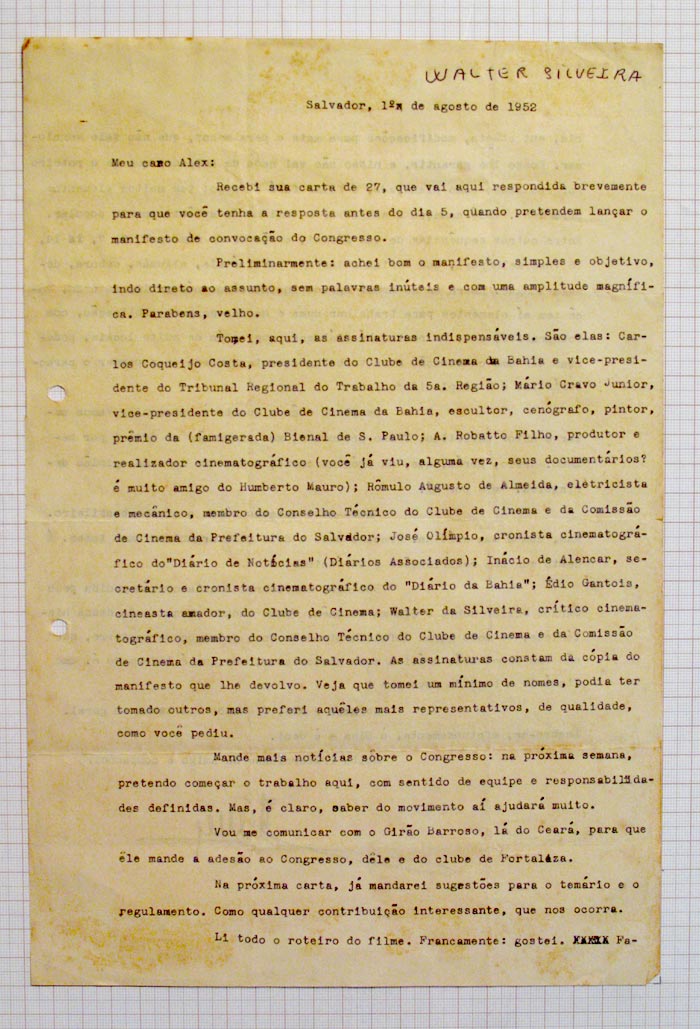 WALTER SILVEIRA
Salvador, 1º de agosto de 1952
Meu caro Alex:
Recebi sua carta de 27, que vai aqui respondida brevemente
para que você tenha a resposta antes do dia 5, quando pretendem lançar o
manifesto de convocação do Congresso.
Preliminarmente: achei bom o manifesto, simples e objetivo,
indo direto ao assunto, sem palavras inúteis e com uma amplitude magnífi-
ca. Parabens, velho.
Tomei, aqui, as assinaturas indispensáveis. São elas: Car-
los Coqueijo Costa, presidente do Clube de Cinema da Bahia e vice-presi-
dente do Tribunal Regional do Trabalho da 5a. Região; Mário Cravo Junior,
vice-presidente do Clube de Cinema da Bahia, escultor, cenógrafo, pintor,
prêmio da (famigerada) Bienal de S. Paulo; A. Robatto Filho, produtor e
realizador cinematográfico (você já viu, alguma vez, seus documentários?
é muito amigo do Humberto Mauro); Rômulo Augusto de Almeida, eletricista
e mecânico, membro do Conselho Técnico do Clube de Cinema e da Comissão
de Cinema da Prefeitura do Salvador; José Olímpio, cronista cinematográ-
fico do"Diário de Notícias" (Diários Associados); Inácio de Alencar, se-
cretário e cronista cinematográfico do "Diário da Bahia"; Édio Gantois,
cineasta amador, do Clube de Cinema; Walter da Silveira, crítico cinema-
tográfico, membro do Conselho Técnico do Clube de Cinema e da Comissão
de Cinema da Prefeitura do Salvador. As assinaturas constam da cópia do
manifesto que lhe devolvo. Veja que tomei um mínimo de nomes, podia ter
tomado outros, mas preferi aquêles mais representativos, de qualidade,
como você pediu.
Mande mais notícias sôbre o Congresso: na próxima semana,
pretendo começar o trabalho aqui, com sentido de equipe e responsabilida-
des definidas. Mas, é claro, saber do movimento aí ajudará muito.
Vou me comunicar com o Girão Barroso, lá do Ceará, para que
êle mande a adesão ao Congresso, dêle e do clube de Fortaleza.
Na próxima carta, já mandarei sugestões para o temário e o
regulamento. Como qualquer contribuição interessante, que nos ocorra.
Li todo o roteiro do filme. Francamente: gostei. Fa-